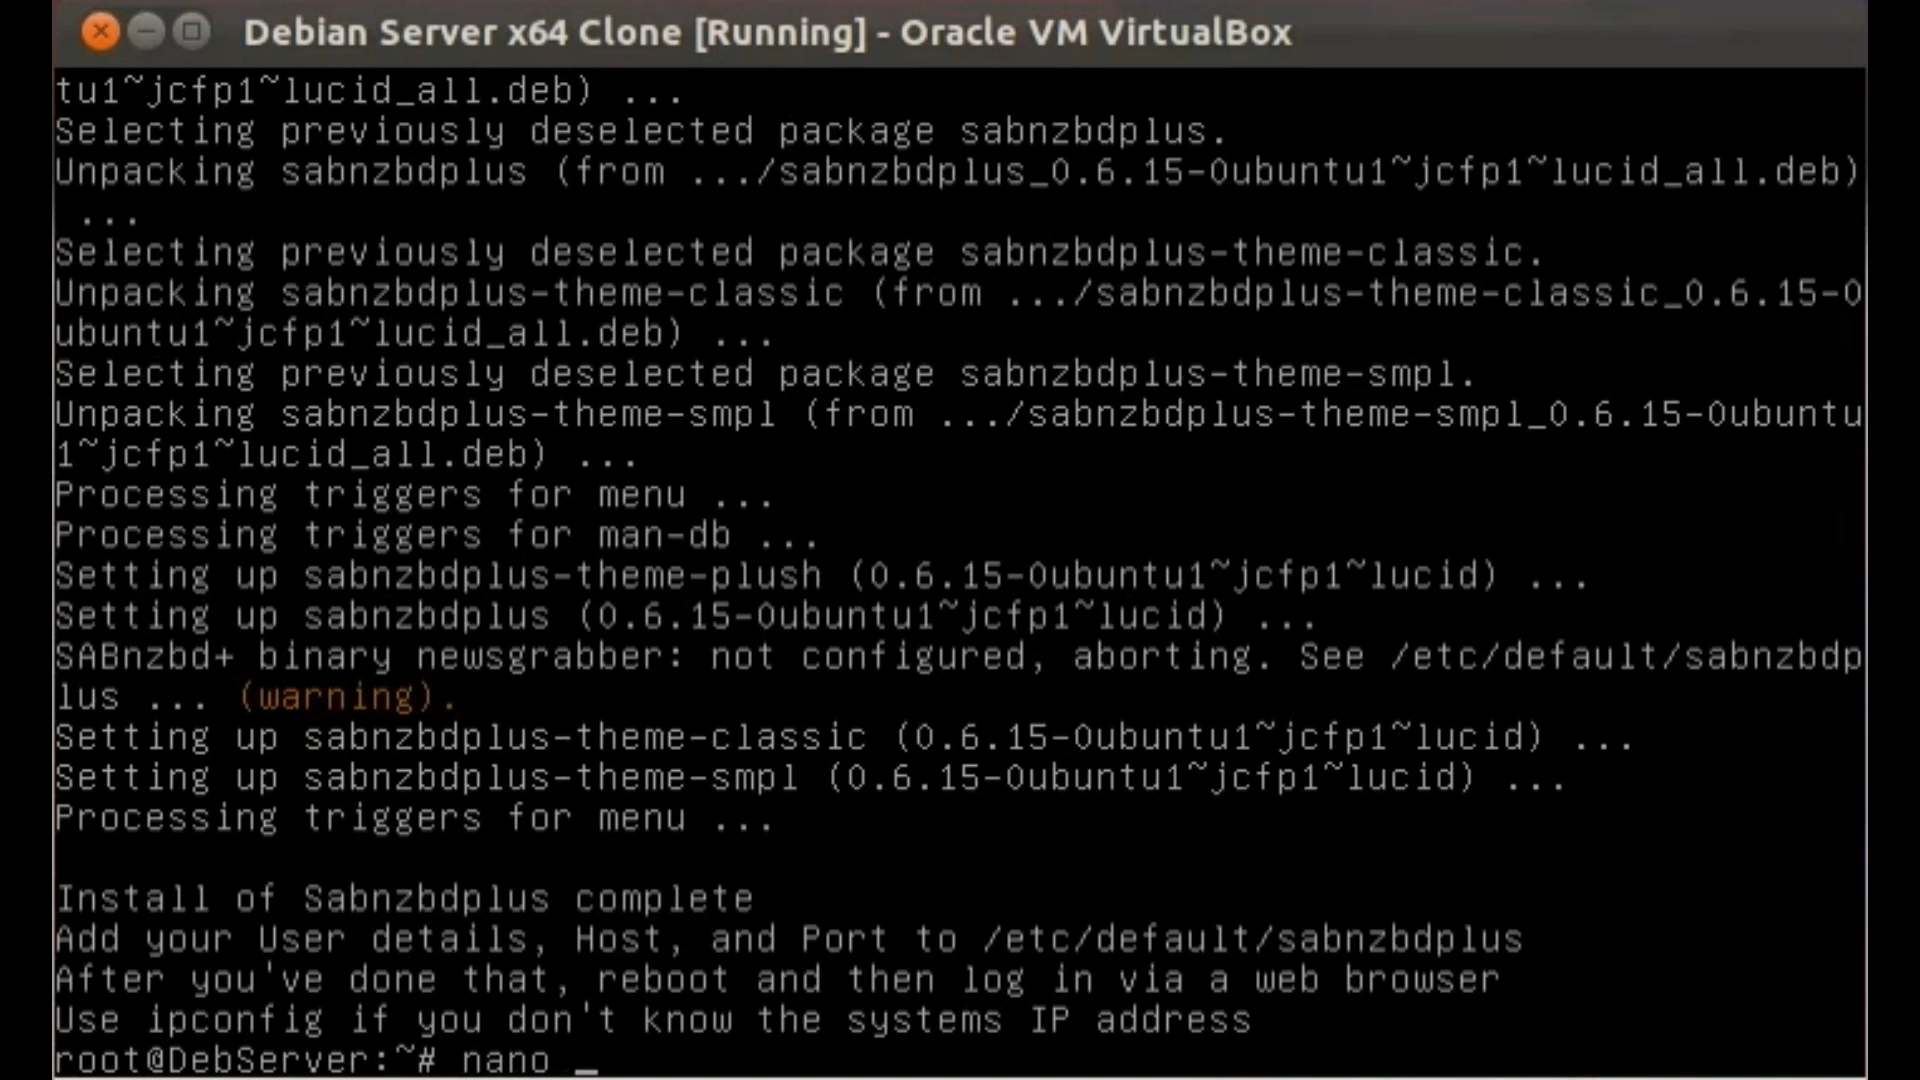 Debian Server x64 Clone [Running] - Oracle VM VirtualBox
tu1~jcfp1~lucid_all.deb) ...
Selecting previously deselected package sabnzbdplus.
Unpacking sabnzbdplus (from .../sabnzbdplus_0.6.15-0ubuntu1~jcfp1~lucid_all.deb)
...
Selecting previously deselected package sabnzbdplus-theme-classic.
Unpacking sabnzbdplus-theme-classic (from .../sabnzbdplus-theme-classic_0.6.15-0
ubuntu1~jcfp1~lucid_all.deb) ...
Selecting previously deselected package sabnzbdplus-theme-smpl.
Unpacking sabnzbdplus-theme-smpl (from .../sabnzbdplus-theme-smpl_0.6.15-0ubuntu
1~jcfp1~lucid_all.deb) ...
Processing triggers for menu ...
Processing triggers for man-db ...
Setting up sabnzbdplus-theme-plush (0.6.15-0ubuntu1~jcfp1~lucid) ...
Setting up sabnzbdplus (0.6.15-0ubuntu1~jcfp1~lucid) ...
SABnzbd+ binary newsgrabber: not configured, aborting. See /etc/default/sabnzbdp
lus ... (warning).
Setting up sabnzbdplus-theme-classic (0.6.15-0ubuntu1~jcfp1~lucid) ...
Setting up sabnzbdplus-theme-smpl (0.6.15-0ubuntu1~jcfp1~lucid) ...
Processing triggers for menu ...
Install of Sabnzbdplus complete
Add your User details, Host, and Port to /etc/default/sabnzbdplus
After you've done that, reboot and then log in via a web browser
Use ipconfig if you don't know the systems IP address
root@DebServer:~# nano _